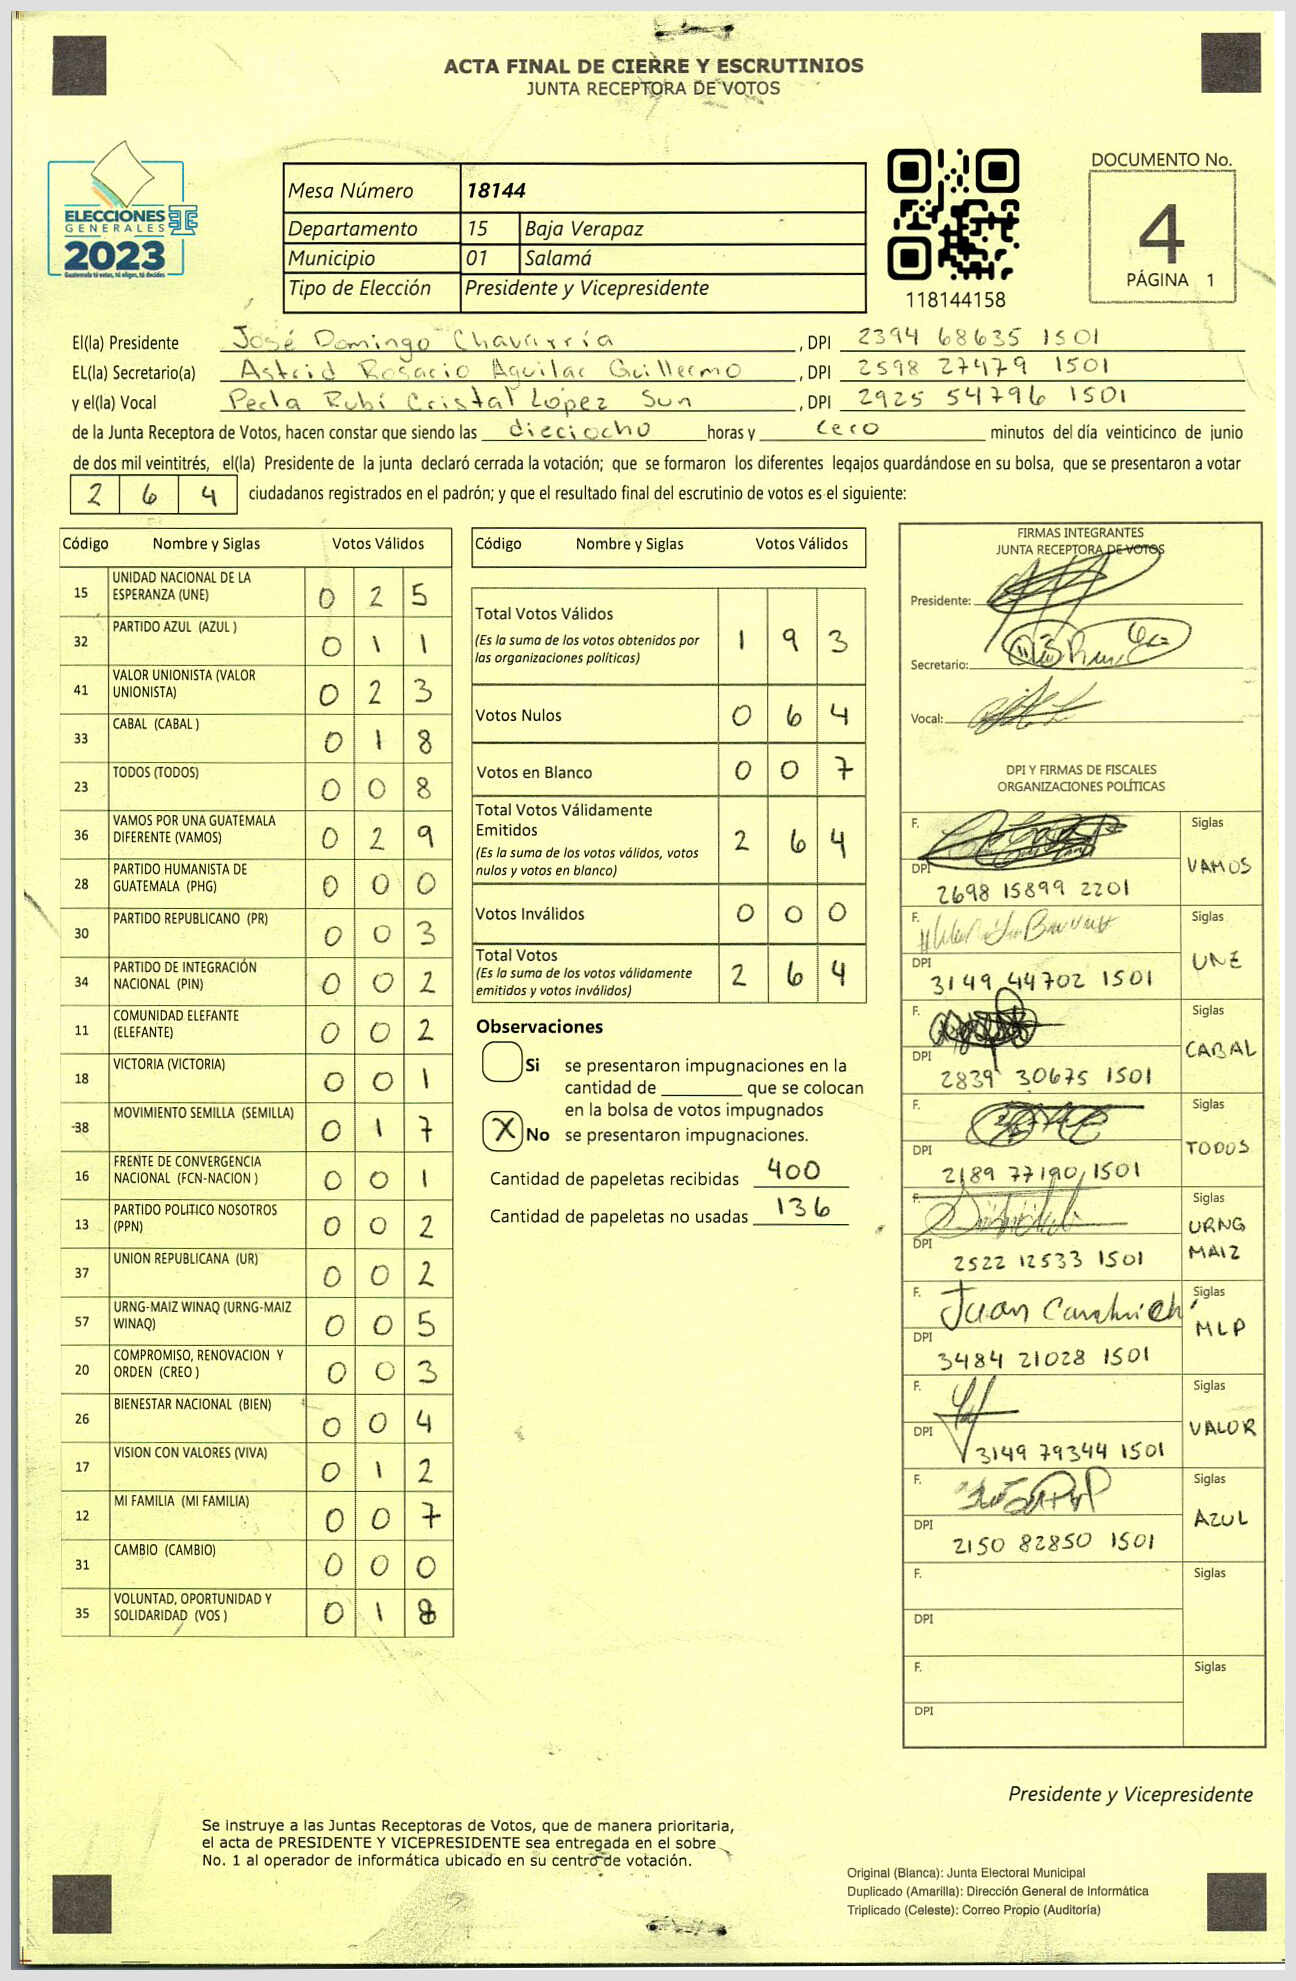 ACTA FINAL DE CIERRE Y ESCRUTINIOS
JUNTA RECEPTORA DE VOTOS
ELECCIONES
GENERALES
2023
Guatemala tú votas, tú eliges, tú decides
Mesa Número 18144
Departamento 15 Baja Verapaz
Municipio 01 Salamá
Tipo de Elección Presidente y Vicepresidente
118144158
DOCUMENTO No.
4
PÁGINA 1
El(la) Presidente José Domingo Chavarría , DPI 2394 68635 1501
EL(la) Secretario(a) Astrid Rosario Aguilar Guillermo , DPI 2598 27479 1501
y el(la) Vocal Perla Rubí Cristal López Sun , DPI 2925 54796 1501
de la Junta Receptora de Votos, hacen constar que siendo las dieciocho horas y cero minutos del día veinticinco de junio
de dos mil veintitrés, el(la) Presidente de la junta declaró cerrada la votación; que se formaron los diferentes legajos guardándose en su bolsa, que se presentaron a votar
2 6 4 ciudadanos registrados en el padrón; y que el resultado final del escrutinio de votos es el siguiente:
Código Nombre y Siglas Votos Válidos
15 UNIDAD NACIONAL DE LA ESPERANZA (UNE) 0 2 5
32 PARTIDO AZUL (AZUL ) 0 1 1
41 VALOR UNIONISTA (VALOR UNIONISTA) 0 2 3
33 CABAL (CABAL ) 0 1 8
23 TODOS (TODOS) 0 0 8
36 VAMOS POR UNA GUATEMALA DIFERENTE (VAMOS) 0 2 9
28 PARTIDO HUMANISTA DE GUATEMALA (PHG) 0 0 0
30 PARTIDO REPUBLICANO (PR) 0 0 3
34 PARTIDO DE INTEGRACIÓN NACIONAL (PIN) 0 0 2
11 COMUNIDAD ELEFANTE (ELEFANTE) 0 0 2
18 VICTORIA (VICTORIA) 0 0 1
38 MOVIMIENTO SEMILLA (SEMILLA) 0 1 7
16 FRENTE DE CONVERGENCIA NACIONAL (FCN-NACION ) 0 0 1
13 PARTIDO POLITICO NOSOTROS (PPN) 0 0 2
37 UNION REPUBLICANA (UR) 0 0 2
57 URNG-MAIZ WINAQ (URNG-MAIZ WINAQ) 0 0 5
20 COMPROMISO, RENOVACION Y ORDEN (CREO ) 0 0 3
26 BIENESTAR NACIONAL (BIEN) 0 0 4
17 VISION CON VALORES (VIVA) 0 1 2
12 MI FAMILIA (MI FAMILIA) 0 0 7
31 CAMBIO (CAMBIO) 0 0 0
35 VOLUNTAD, OPORTUNIDAD Y SOLIDARIDAD (VOS ) 0 1 8
Código Nombre y Siglas Votos Válidos
Total Votos Válidos 1 9 3
(Es la suma de los votos obtenidos por
las organizaciones políticas)
Votos Nulos 0 6 4
Votos en Blanco 0 0 7
Total Votos Válidamente
Emitidos 2 6 4
(Es la suma de los votos válidos, votos
nulos y votos en blanco)
Votos Inválidos 0 0 0
Total Votos 2 6 4
(Es la suma de los votos válidamente
emitidos y votos inválidos)
Observaciones
Si se presentaron impugnaciones en la
cantidad de ________ que se colocan
en la bolsa de votos impugnados
X No se presentaron impugnaciones.
Cantidad de papeletas recibidas 400
Cantidad de papeletas no usadas 136
FIRMAS INTEGRANTES
JUNTA RECEPTORA DE VOTOS
Presidente:
Secretario:
Vocal:
DPI Y FIRMAS DE FISCALES
ORGANIZACIONES POLÍTICAS
F. Siglas
VAMOS
DPI 2698 15899 2201
F. Siglas
UNE
DPI 3149 44702 1501
F. Siglas
CABAL
DPI 2839 30675 1501
F. Siglas
TODOS
DPI 2189 77190 1501
F. Siglas
URNG
MAIZ
DPI 2522 12533 1501
F. Juan Siglas
MLP
DPI 3484 21028 1501
F. Siglas
VALOR
DPI 3149 79344 1501
F. Siglas
AZUL
DPI 2150 82850 1501
F. Siglas
DPI
F. Siglas
DPI
Presidente y Vicepresidente
Se instruye a las Juntas Receptoras de Votos, que de manera prioritaria,
el acta de PRESIDENTE Y VICEPRESIDENTE sea entregada en el sobre
No. 1 al operador de informática ubicado en su centro de votación.
Original (Blanca): Junta Electoral Municipal
Duplicado (Amarilla): Dirección General de Informática
Triplicado (Celeste): Correo Propio (Auditoría)